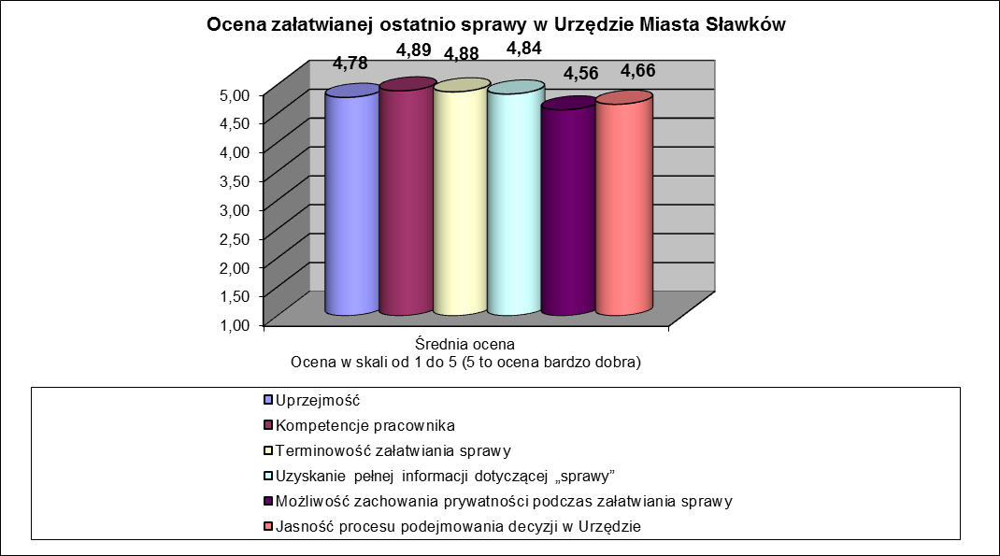 Ocena załatwianej ostatnio sprawy w Urzędzie Miasta Sławków
4,78
4,89
4,88
4,84
4,56
4,66
5,00
4,50
4,00
3,50
3,00
2,50
2,00
1,50
1,00
Średnia ocena
Ocena w skali od 1 do 5 (5 to ocena bardzo dobra)
Uprzejmość
Kompetencje pracownika
Terminowość załatwiania sprawy
Uzyskanie pełnej informacji dotyczącej „sprawy”
Możliwość zachowania prywatności podczas załatwiania sprawy
Jasność procesu podejmowania decyzji w Urzędzie